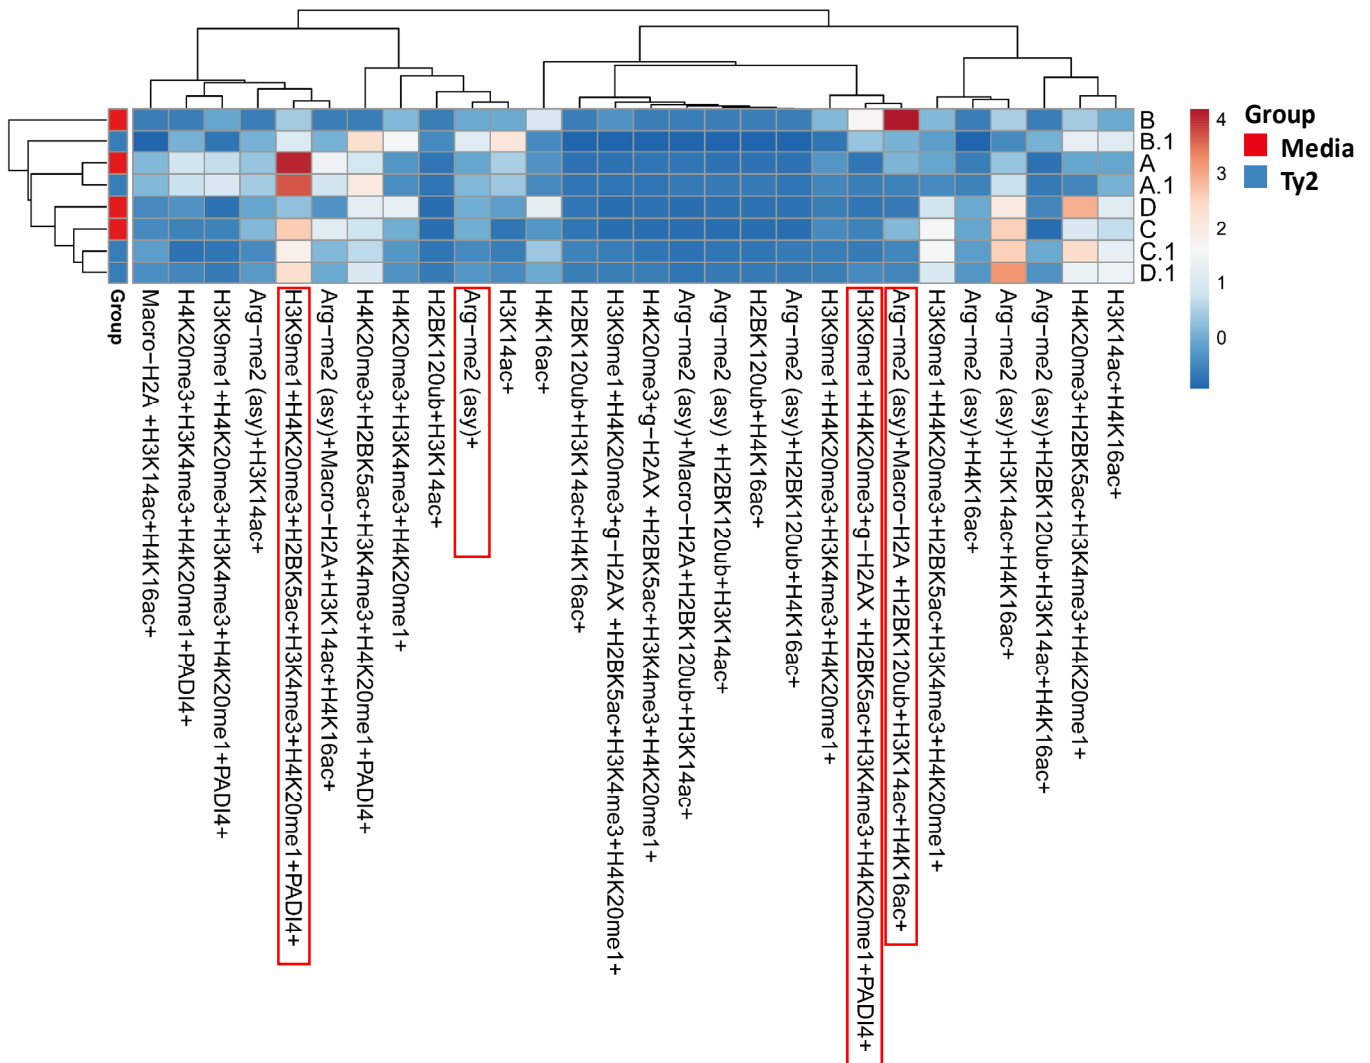 B
B.1
A
A.1
D
C
C.1
D.1
4
3
2
1
0
Group
Media
Ty2
Group
Macro−H2A +H3K14ac+H4K16ac+
H4K20me3+H3K4me3+H4K20me1+PADI4+
H3K9me1+H4K20me3+H3K4me3+H4K20me1+PADI4+
Arg−me2 (asy)+H3K14ac+
H3K9me1+H4K20me3+H2BK5ac+H3K4me3+H4K20me1+PADI4+
Arg−me2 (asy)+Macro−H2A+H3K14ac+H4K16ac+
H4K20me3+H2BK5ac+H3K4me3+H4K20me1+PADI4+
H4K20me3+H3K4me3+H4K20me1+
H2BK120ub+H3K14ac+
Arg−me2 (asy)+
H3K14ac+
H4K16ac+
H2BK120ub+H3K14ac+H4K16ac+
H3K9me1+H4K20me3+g−H2AX +H2BK5ac+H3K4me3+H4K20me1+
H4K20me3+g−H2AX +H2BK5ac+H3K4me3+H4K20me1+
Arg−me2 (asy)+Macro−H2A+H2BK120ub+H3K14ac+
Arg−me2 (asy) +H2BK120ub+H3K14ac+
H2BK120ub+H4K16ac+
Arg−me2 (asy)+H2BK120ub+H4K16ac+
H3K9me1+H4K20me3+H3K4me3+H4K20me1+
H3K9me1+H4K20me3+g−H2AX +H2BK5ac+H3K4me3+H4K20me1+PADI4+
Arg−me2 (asy)+Macro−H2A +H2BK120ub+H3K14ac+H4K16ac+
H3K9me1+H4K20me3+H2BK5ac+H3K4me3+H4K20me1+
Arg−me2 (asy)+H4K16ac+
Arg−me2 (asy)+H3K14ac+H4K16ac+
Arg−me2 (asy)+H2BK120ub+H3K14ac+H4K16ac+
H4K20me3+H2BK5ac+H3K4me3+H4K20me1+
H3K14ac+H4K16ac+